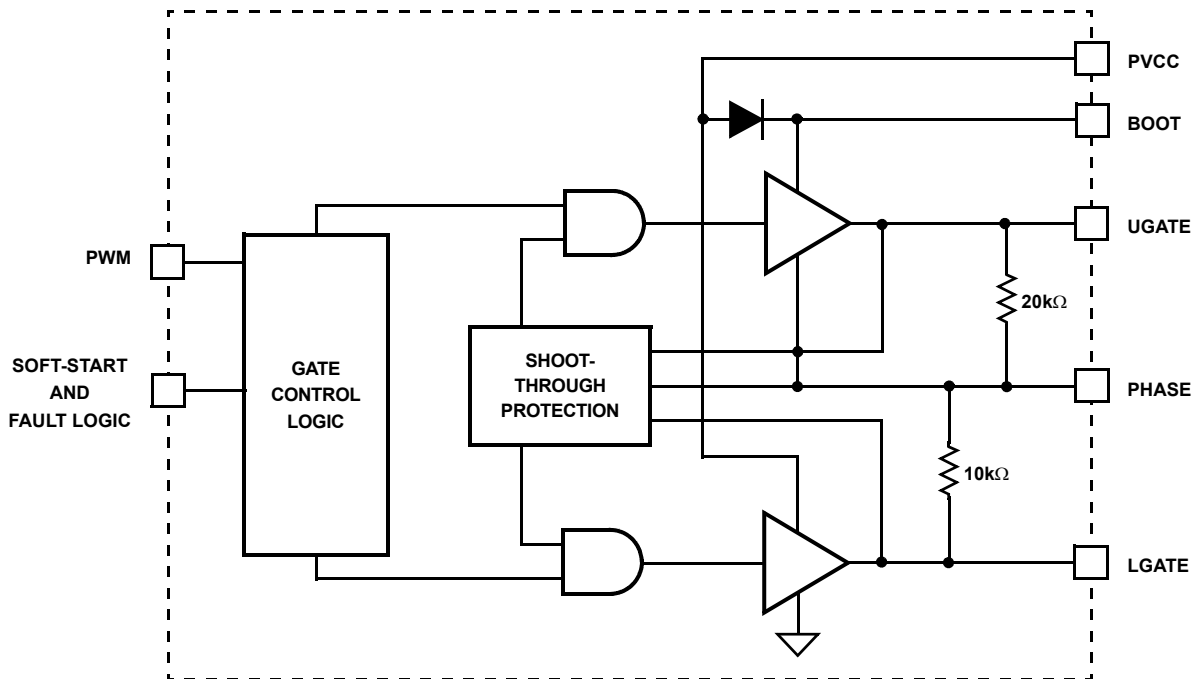 PVCC
BOOT
UGATE
PWM
20kΩ
SOFT-START
AND
FAULT LOGIC
GATE
CONTROL
LOGIC
SHOOT-
THROUGH
PROTECTION
PHASE
10kΩ
LGATE